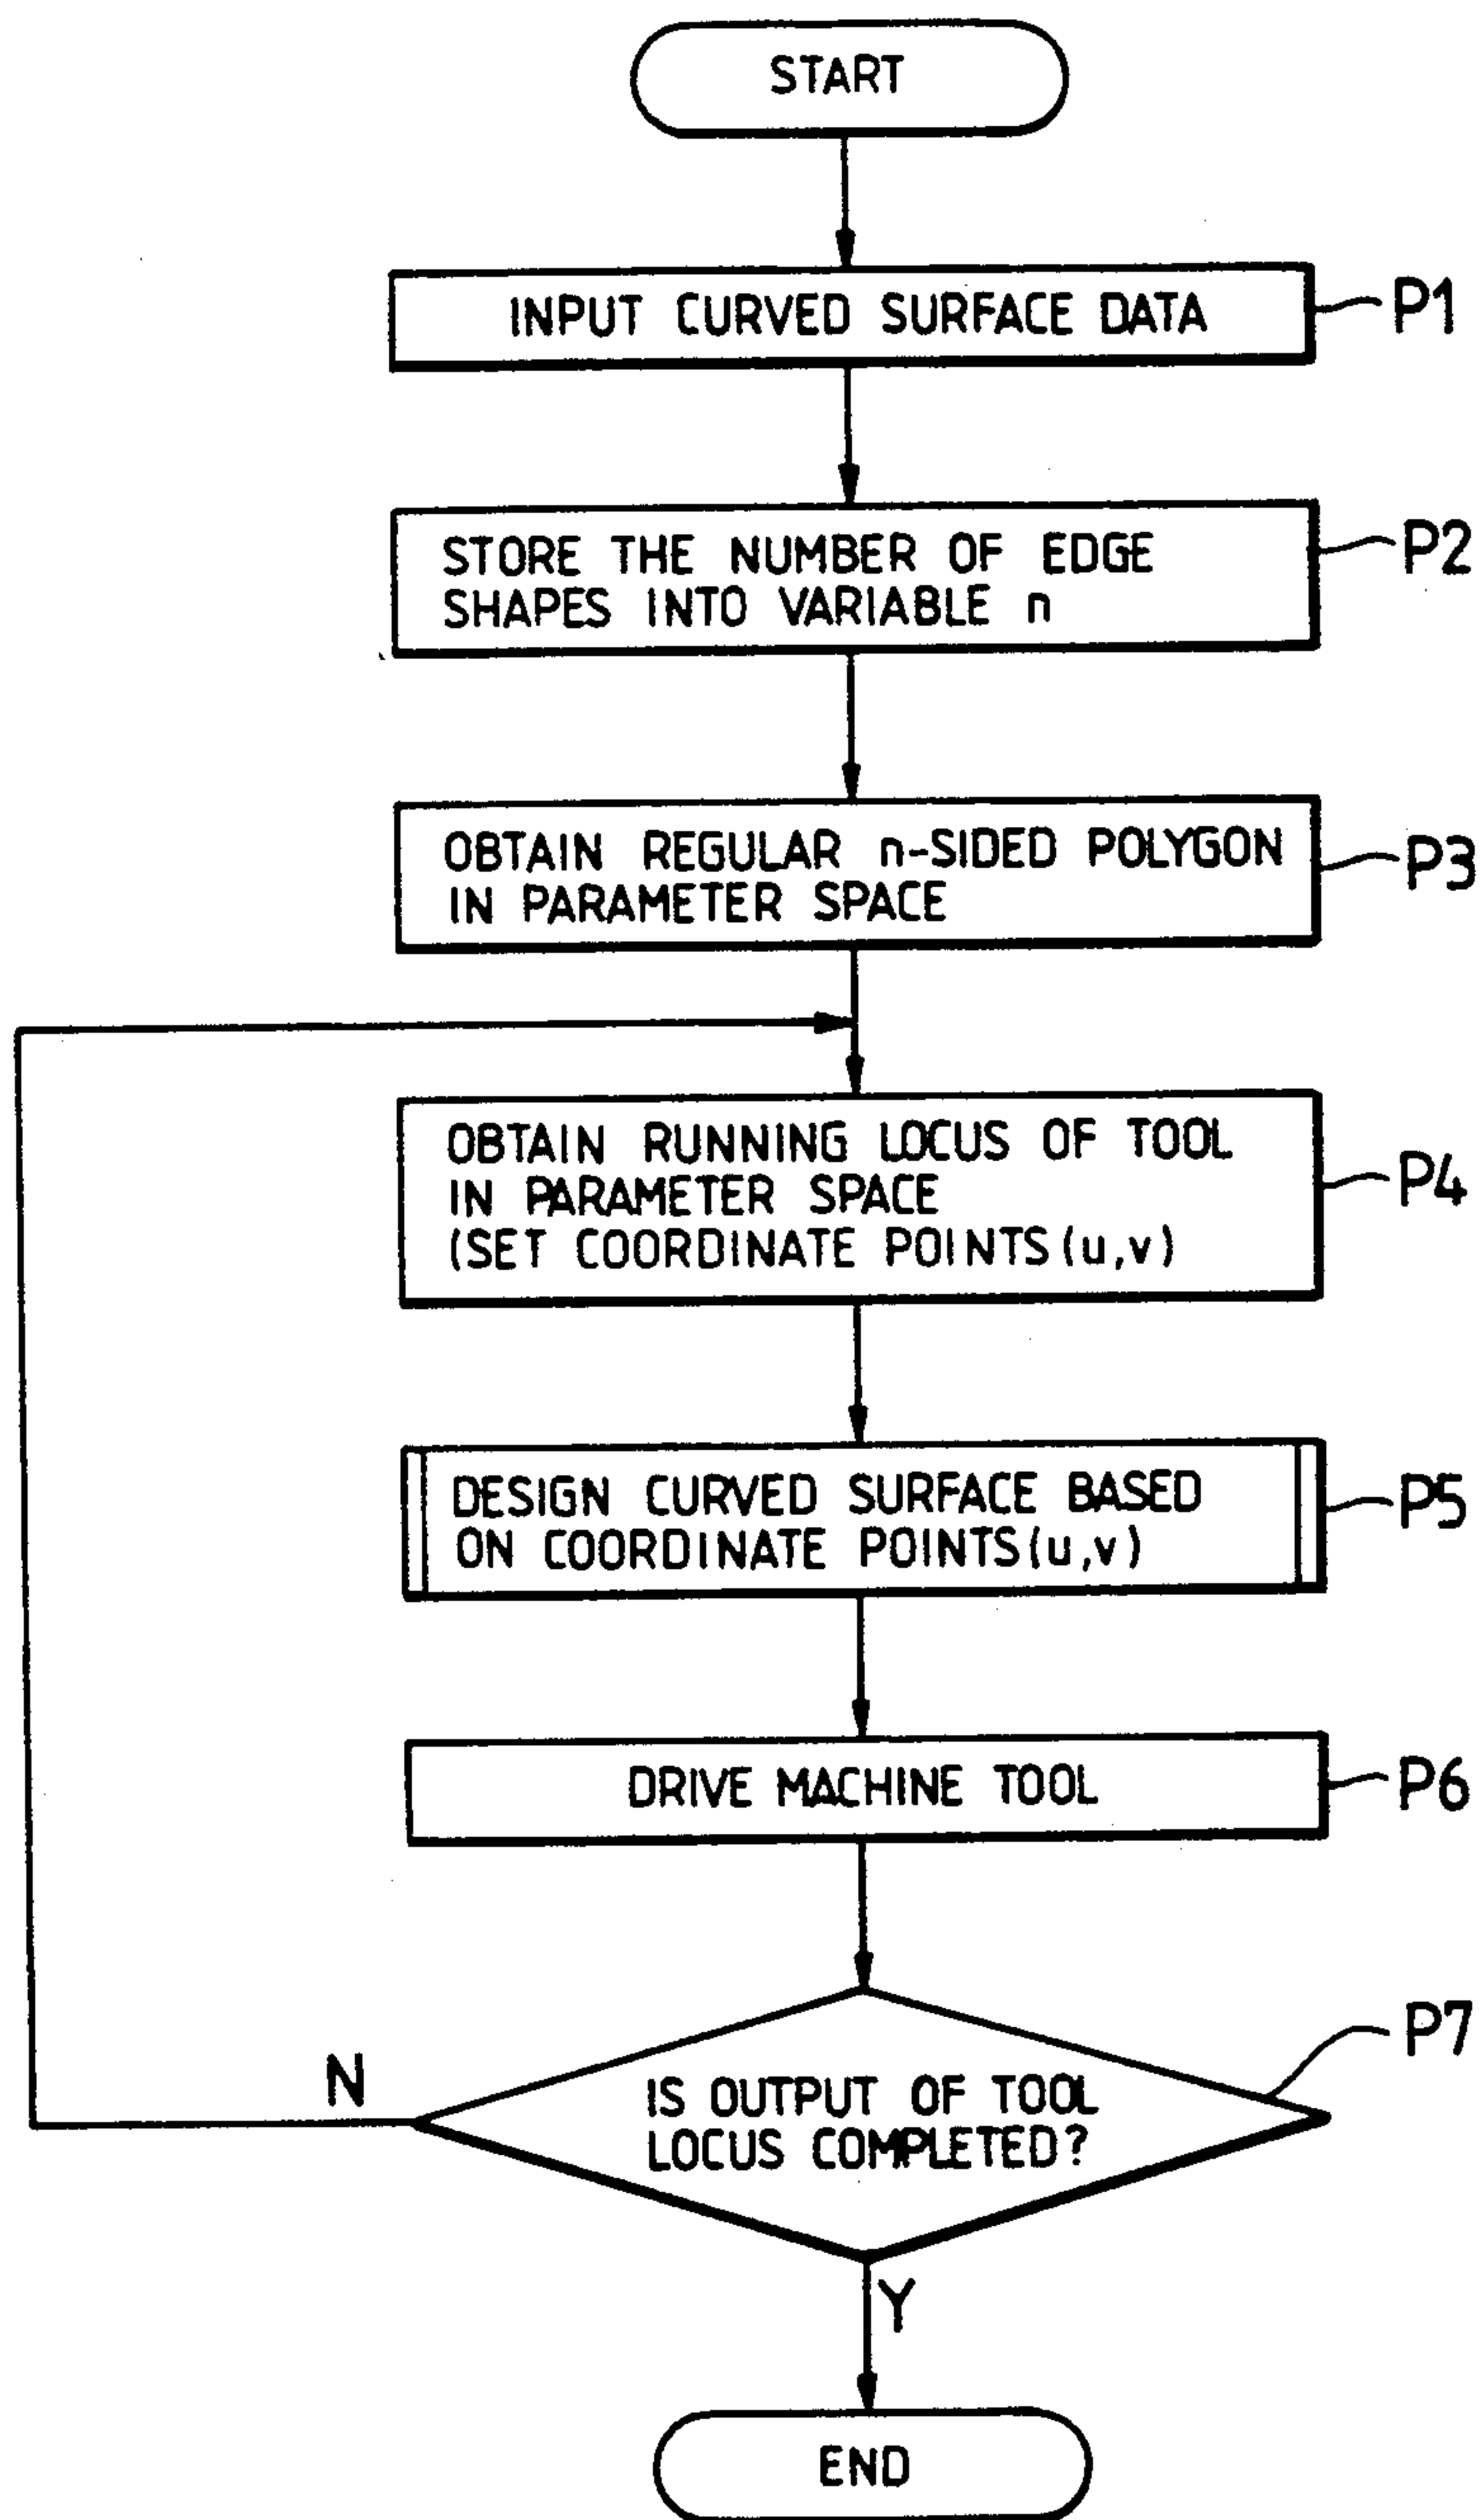 START
INPUT CURVED SURFACE DATA
P1
STORE THE NUMBER OF EDGE
SHAPES INTO VARIABLE n
P2
OBTAIN REGULAR n-SIDED POLYGON
IN PARAMETER SPACE
P3
OBTAIN RUNNING LOCUS OF TOOL
IN PARAMETER SPACE
(SET COORDINATE POINTS (u,v)
P4
DESIGN CURVED SURFACE BASED
ON COORDINATE POINTS (u,v)
P5
DRIVE MACHINE TOOL
P6
P7
N
IS OUTPUT OF TOOL
LOCUS COMPLETED?
Y
END